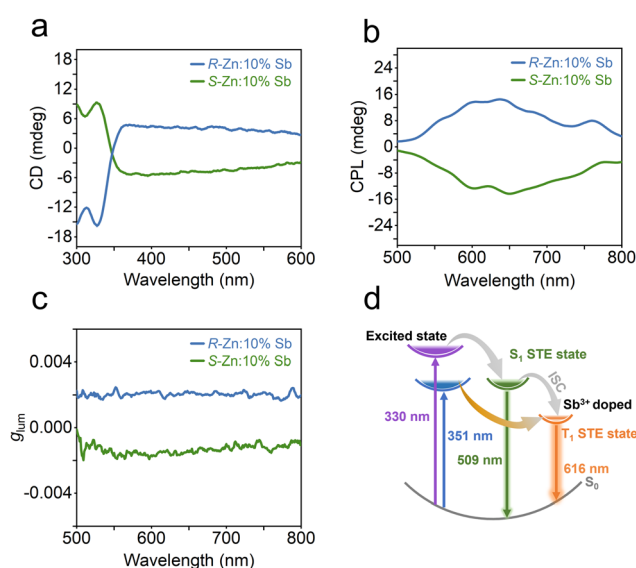 a
R-Zn:10% Sb
S-Zn:10% Sb
18
12
6
0
-6
-12
-18
CD (mdeg)
300
400
500
600
Wavelength (nm)
b
R-Zn:10% Sb
S-Zn:10% Sb
24
16
8
0
-8
-16
-24
CPL (mdeg)
500
600
700
800
Wavelength (nm)
c
R-Zn:10% Sb
S-Zn:10% Sb
0.004
0.000
-0.004
glum
500
600
700
800
Wavelength (nm)
d
Excited state
S1 STE state
ISC
Sb3+ doped
330 nm
351 nm
T1 STE state
509 nm
616 nm
S0